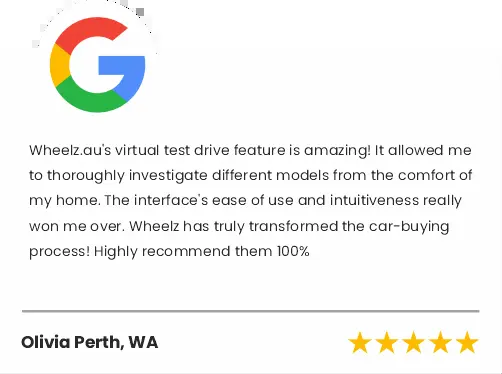 Wheelz.au's virtual test drive feature is amazing! It allowed me
to thoroughly investigate different models from the comfort of
my home. The interface's ease of use and intuitiveness really
won me over. Wheelz has truly transformed the car-buying
process! Highly recommend them 100%
Olivia Perth, WA